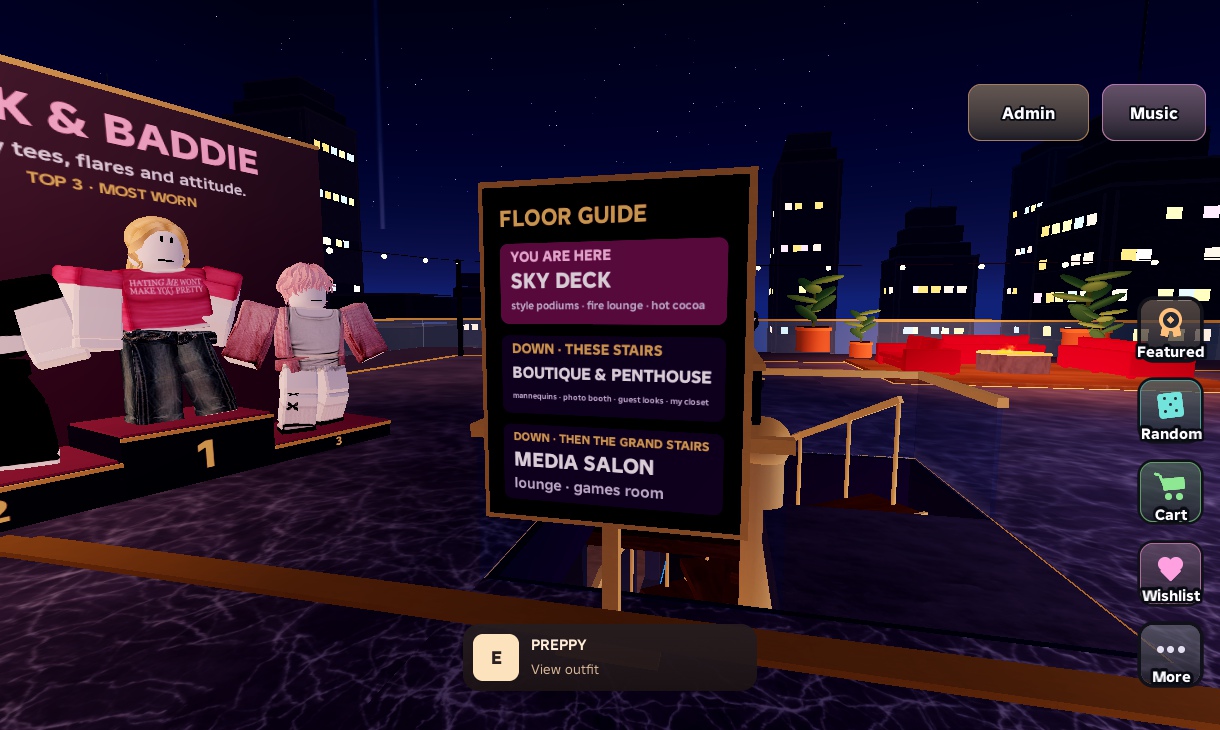 K & BADDIE
y tees, flares and attitude.
TOP 3 · MOST WORN
HATING ME WONT
MAKE YOU PRETTY
1
2
3
FLOOR GUIDE
YOU ARE HERE
SKY DECK
style podiums · fire lounge · hot cocoa
DOWN · THESE STAIRS
BOUTIQUE & PENTHOUSE
mannequins · photo booth · guest looks · my closet
DOWN · THEN THE GRAND STAIRS
MEDIA SALON
lounge · games room
Admin
Music
Featured
Random
Cart
Wishlist
More
E
PREPPY
View outfit